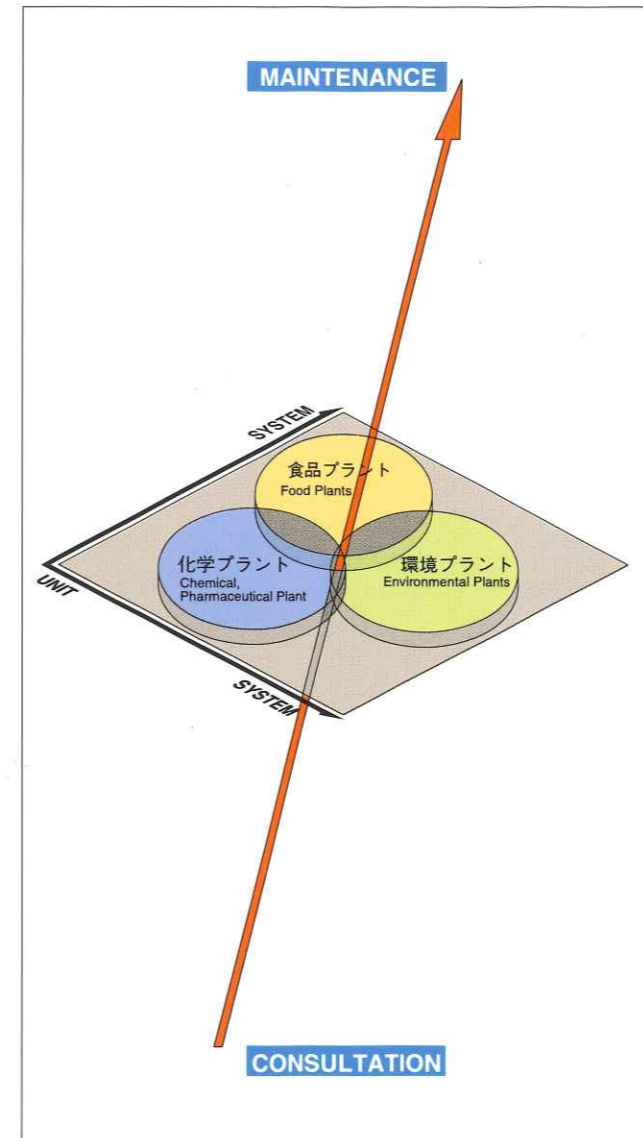 MAINTENANCE
SYSTEM
食品プラント
Food Plants
化学プラント
Chemical,
Pharmaceutical Plant
環境プラント
Environmental Plants
UNIT
SYSTEM
CONSULTATION